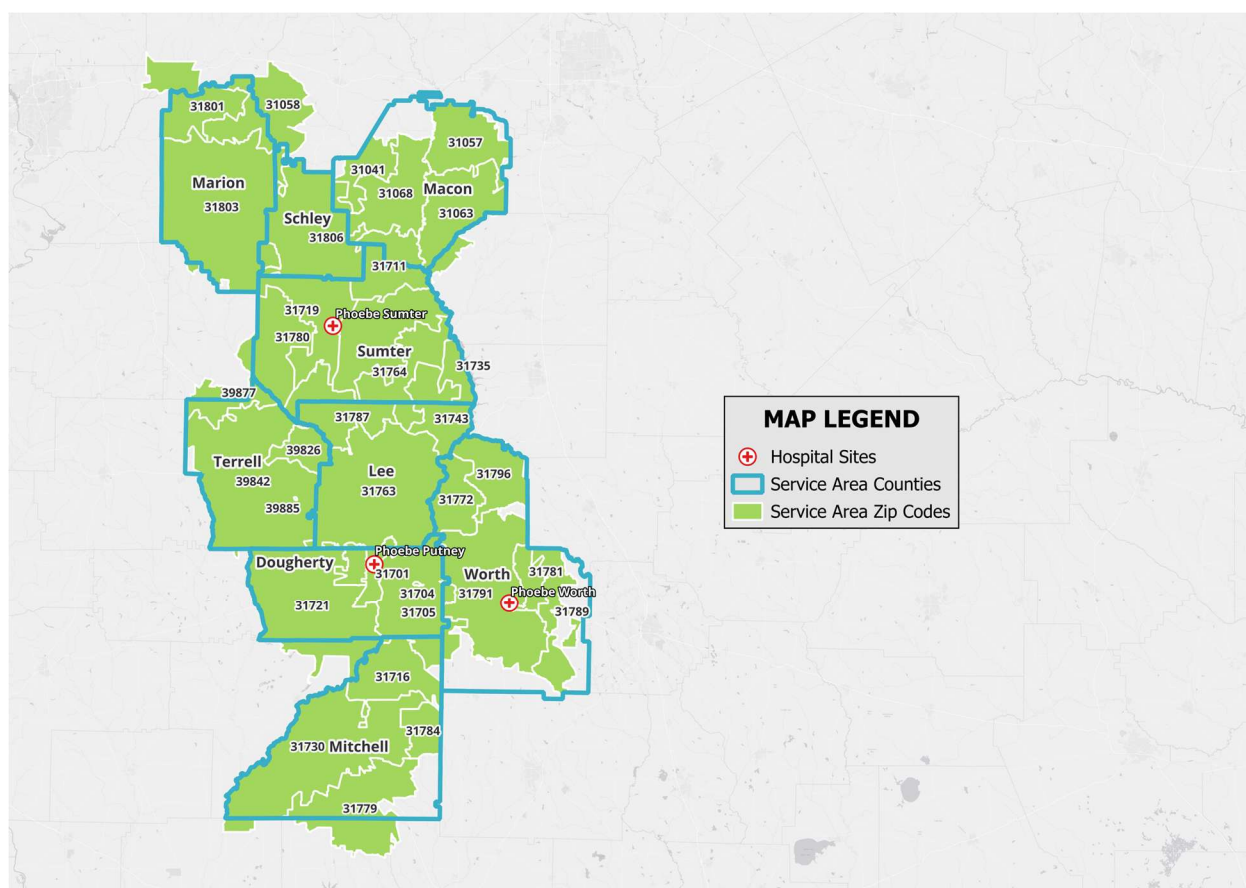 31801
31058
31057
31041
Marion
31068
Macon
31803
31063
Schley
31806
31711
31719
Phoebe Sumter
31780
Sumter
31735
31764
39877
31787
31743
39826
Terrell
Lee
31796
39842
31763
31772
39885
Phoebe Putney
Dougherty
31701
Worth
31781
31704
31791
Phoebe Worth
31721
31705
31789
31716
31784
31730
Mitchell
31779
MAP LEGEND
Hospital Sites
Service Area Counties
Service Area Zip Codes